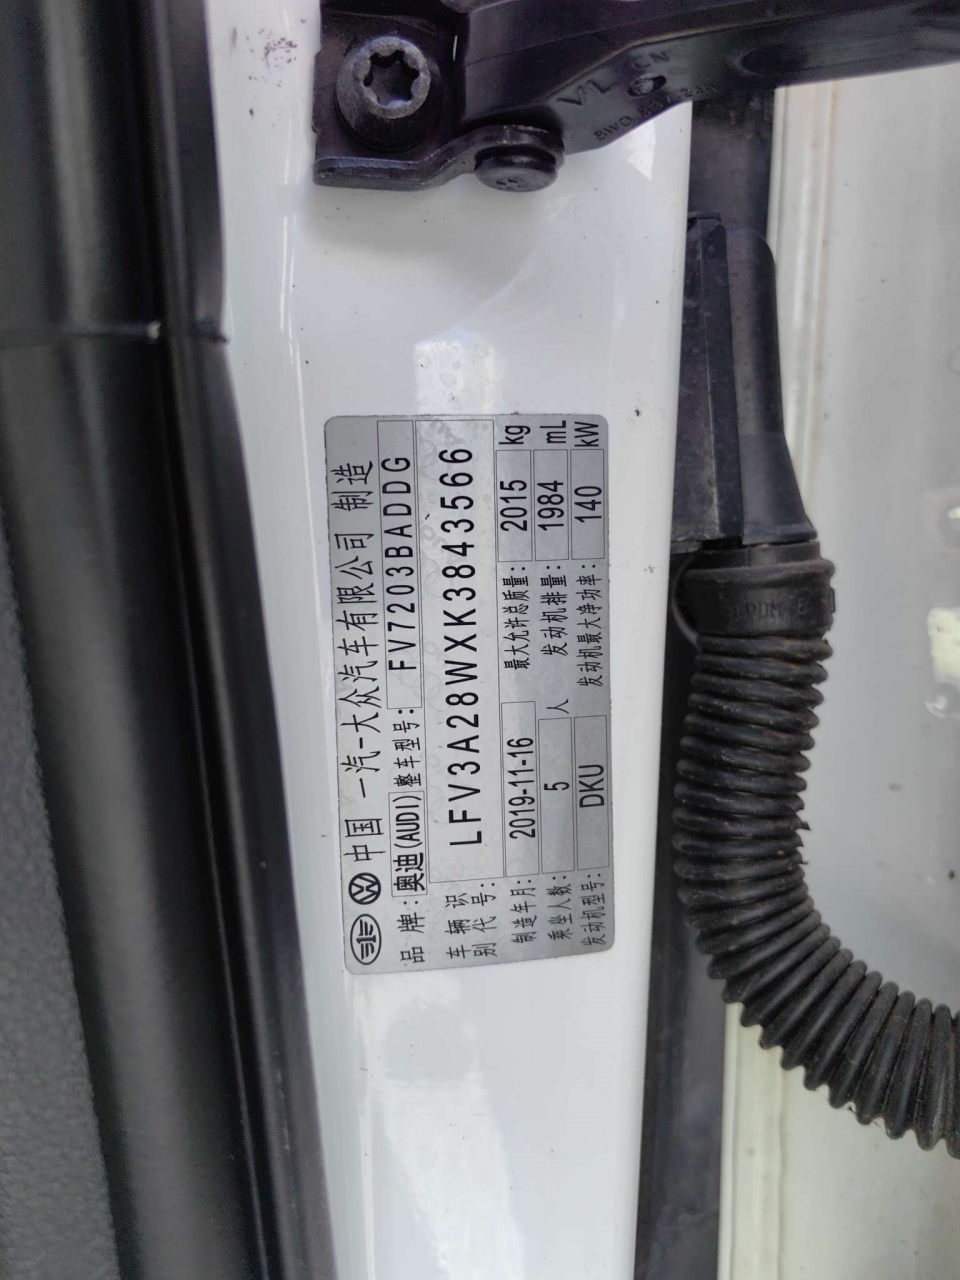 中国 一汽-大众汽车有限公司 制造
品牌: 奥迪(AUDI) 整车型号: FV7203BADDG
车辆识别代号: LFV3A28WXK3843566
制造年月: 2019-11-16 最大允许总质量: 2015 kg
乘坐人数: 5 人 发动机排量: 1984 mL
发动机型号: DKU 发动机最大净功率: 140 kW